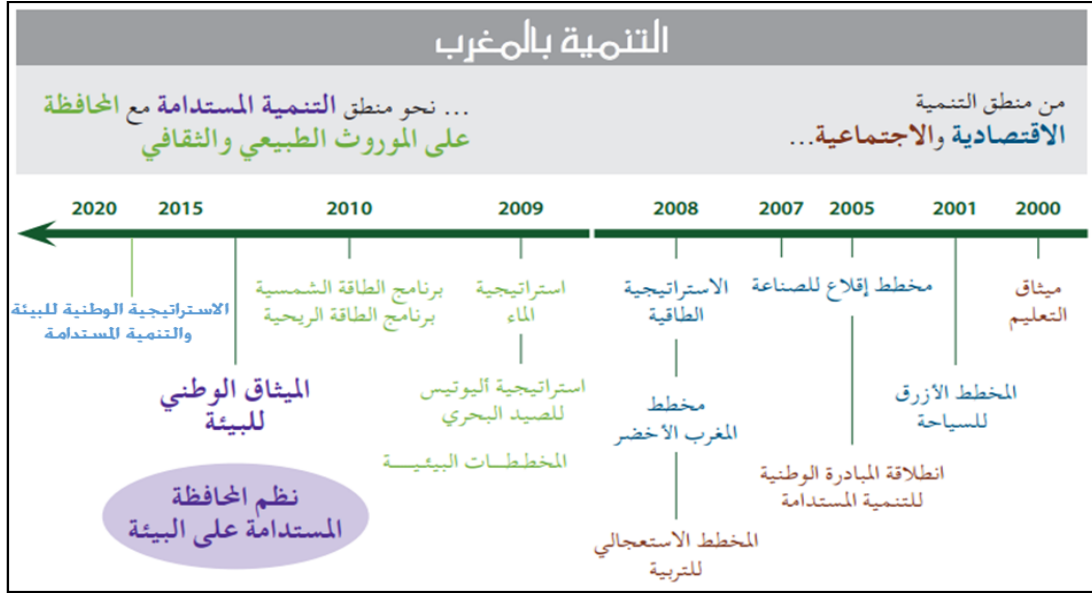 التنمية بالمغرب
من منطق التنمية
الاقتصادية والاجتماعية...
... نحو منطق التنمية المستدامة مع المحافظة
على الموروث الطبيعي والثقافي
2000
2001
2005
2007
2008
2009
2010
2015
2020
ميثاق
التعليم
المخطط الأزرق
للسياحة
مخطط إقلاع للصناعة
انطلاقة المبادرة الوطنية
للتنمية المستدامة
الاستراتيجية
الطاقية
مخطط
المغرب الأخضر
المخطط الاستعجالي
للتربية
استراتيجية
الماء
استراتيجية أليوتيس
للصيد البحري
المخططات البيئية
برنامج الطاقة الشمسية
برنامج الطاقة الريحية
الميثاق الوطني
للبيئة
الاستراتيجية الوطنية للبيئة
والتنمية المستدامة
نظم المحافظة
المستدامة على البيئة